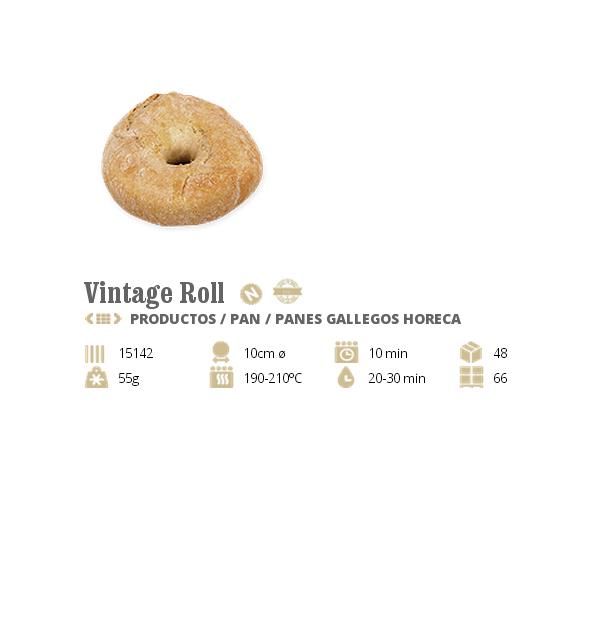 Vintage Roll
PRODUCTOS / PAN / PANES GALLEGOS HORECA
15142 10cm ø 10 min 48
55g 190-210ºC 20-30 min 66